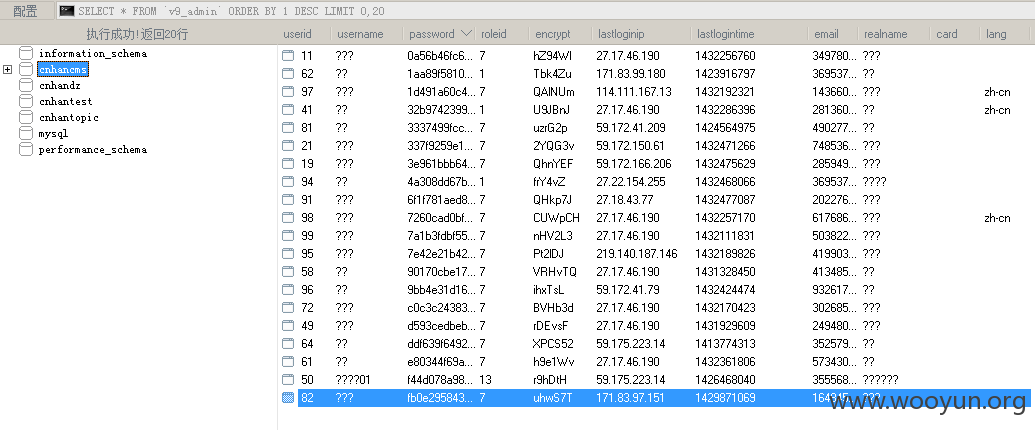 配置 SELECT * FROM `v9_admin` ORDER BY 1 DESC LIMIT 0,20
执行成功!返回20行 userid username password roleid encrypt lastloginip lastlogintime email realname card lang
information_schema
cnhancms
cnhandz
cnhantest
cnhantopic
mysql
performance_schema
11 ??? 0a56b46fc6... 7 hZ94WI 27.17.46.190 1432256760 349780... ???
62 ?? 1aa89f5810... 1 Tbk4Zu 171.83.99.180 1423916797 369537... ???
97 ??? 1d491a60c4... 7 QAINUm 114.111.167.13 1432192321 143660... ??? zh-cn
41 ?? 32b9742399... 1 U9JBnJ 27.17.46.190 1432286396 281360... ?? zh-cn
81 ?? 3337499fcc... 7 uzrG2p 59.172.41.209 1424564975 490277... ??
21 ??? 337f9259e1... 7 2YQG3v 59.172.150.61 1432471266 748536... ???
19 ??? 3e961bbb64... 7 QhnYEF 59.172.166.206 1432475629 285949... ???
94 ?? 4a308dd67b... 1 frY4vZ 27.22.154.255 1432468066 369537... ????
91 ??? 6f1f781aed8... 7 QHkp7J 27.18.43.77 1432477087 202276... ???
98 ??? 7260cad0bf... 7 CUWpCH 27.17.46.190 1432257170 617686... ??? zh-cn
99 ??? 7a1b3fdbf55... 7 nHV2L3 27.17.46.190 1432111831 503822... ???
95 ??? 7e42e21b42... 7 Pt2IDJ 219.140.187.146 1432189826 419903... ???
58 ?? 90170cbe17... 7 VRHvTQ 27.17.46.190 1431328450 413485... ??
96 ?? 9bb4e31d16... 7 ihxTsL 59.172.41.79 1432424474 932617... ??
72 ??? c0c3c24383... 7 BVHb3d 27.17.46.190 1432170423 302685... ???
49 ??? d593cedbeb... 7 rDEvsF 27.17.46.190 1431929609 249480... ???
64 ??? ddf639f6492... 7 XPCS52 59.175.223.14 1414774313 352579... ???
61 ?? e80344f69a... 7 h9e1Wv 27.17.46.190 1432361806 573430... ??
50 ????01 f44d078a98... 13 r9hDtH 59.175.223.14 1426468040 355568... ??????
82 ??? fb0e295843... 7 uhwS7T 171.83.97.151 1429871069 ???
www.wooyun.org